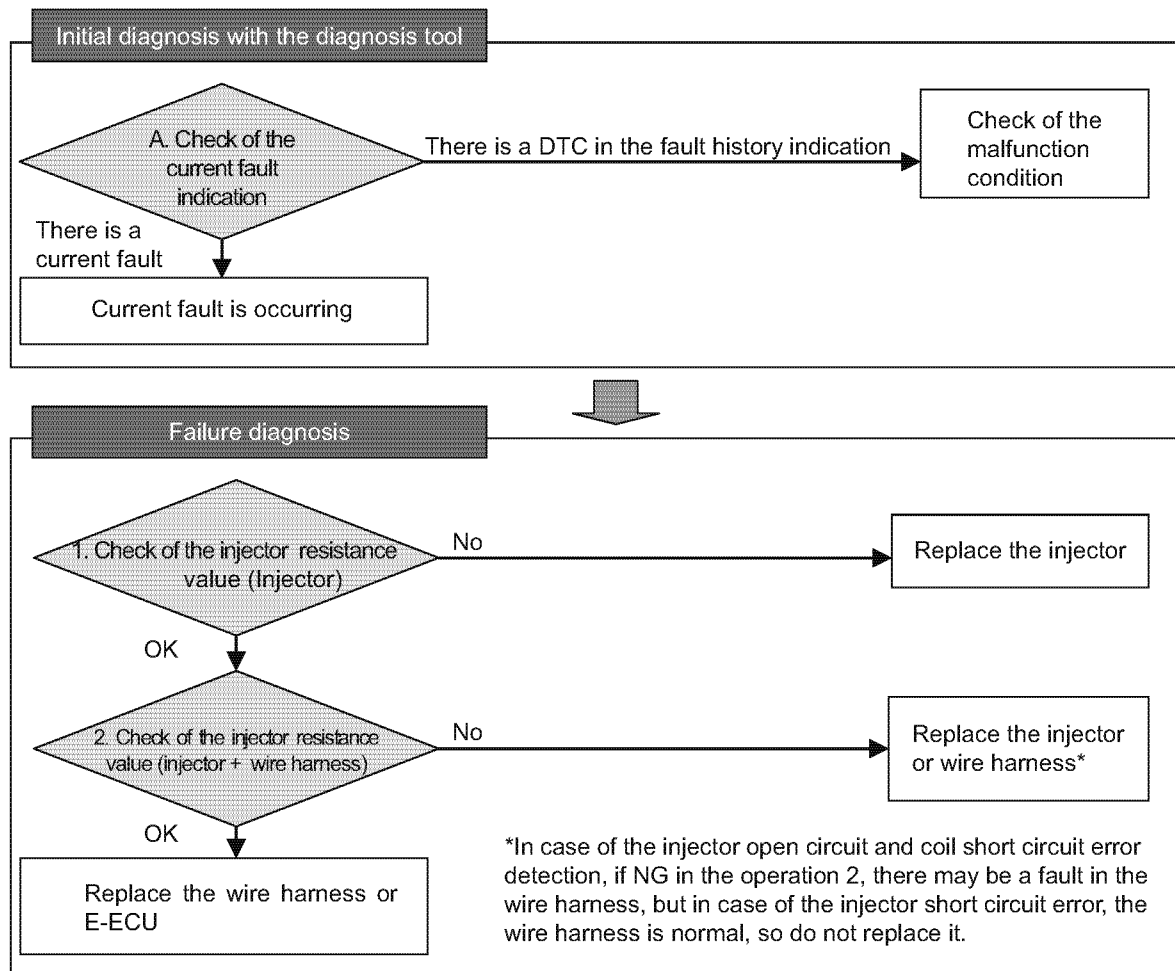 Initial diagnosis with the diagnosis tool
A. Check of the
current fault
indication
There is a DTC in the fault history indication
Check of the
malfunction
condition
There is a
current fault
Current fault is occurring
Failure diagnosis
1. Check of the injector resistance
value (Injector)
No
Replace the injector
OK
2. Check of the injector resistance
value (injector + wire harness)
No
Replace the injector
or wire harness*
OK
Replace the wire harness or
E-ECU
*In case of the injector open circuit and coil short circuit error
detection, if NG in the operation 2, there may be a fault in the
wire harness, but in case of the injector short circuit error, the
wire harness is normal, so do not replace it.